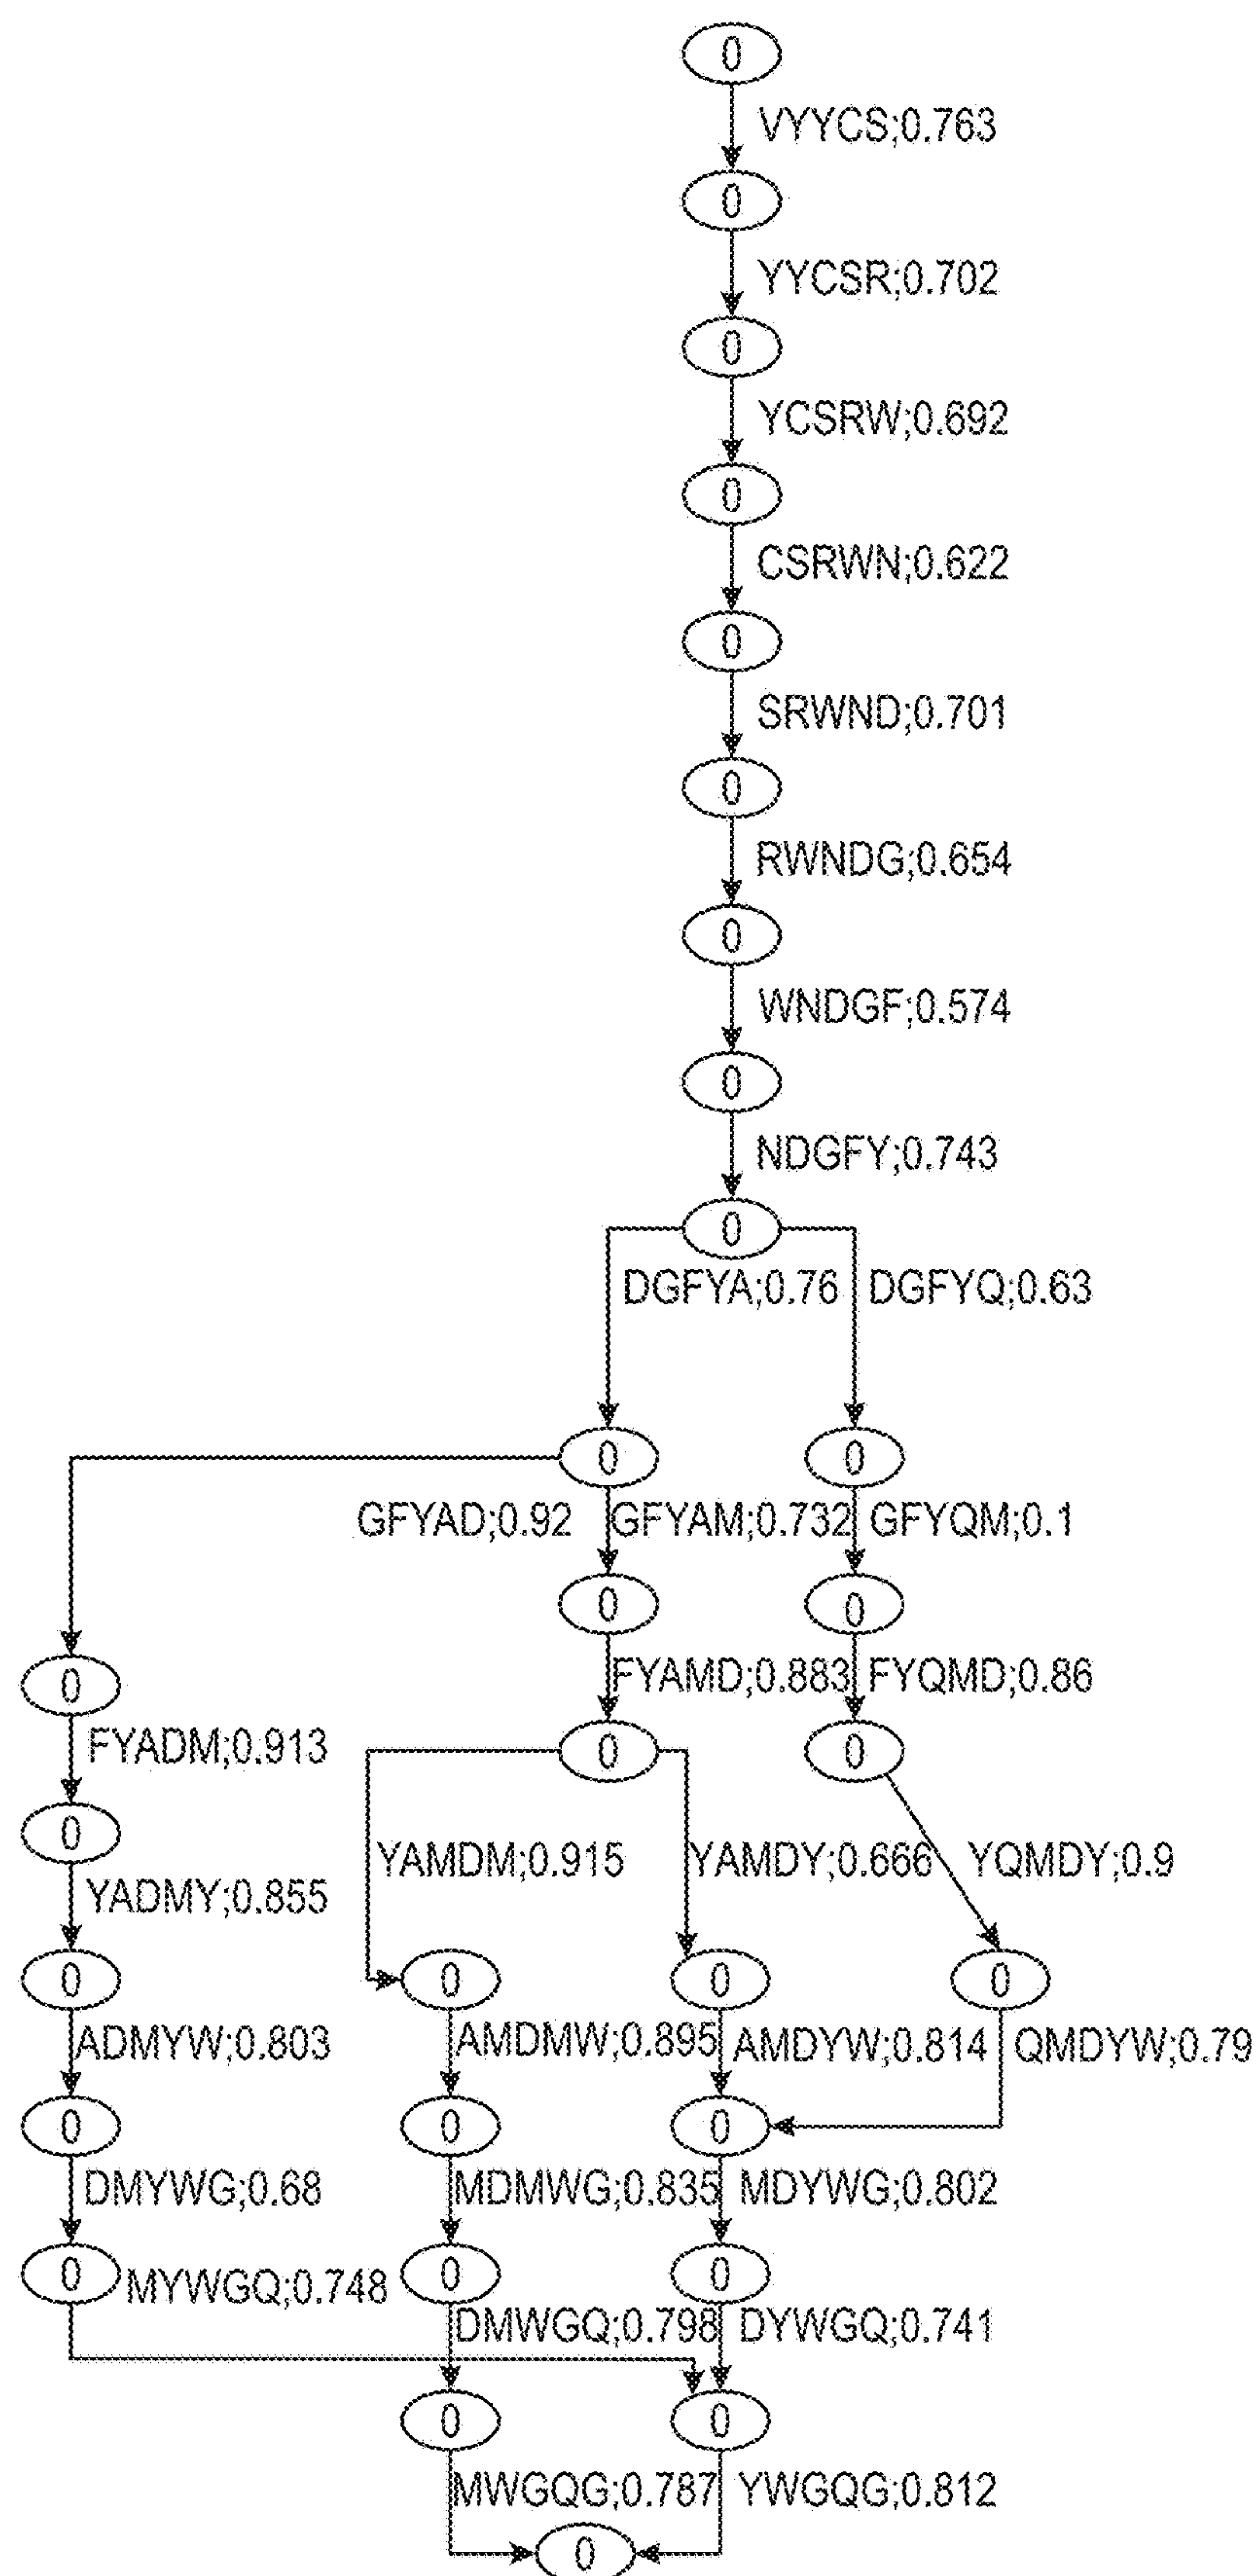 0
VYYCS;0.763
0
YYCSR;0.702
0
YCSRW;0.692
0
CSRWN;0.622
0
SRWND;0.701
0
RWNDG;0.654
0
WNDGF;0.574
0
NDGFY;0.743
0
DGFYA;0.76 DGFYQ;0.63
0 0
GFYAD;0.92 GFYAM;0.732 GFYQM;0.1
0 0
FYAMD;0.883 FYQMD;0.86
0
FYADM;0.913
0 0
0
YAMDM;0.915 YAMDY;0.666 YQMDY;0.9
YADMY;0.855
0 0 0 0
ADMYW;0.803 AMDMW;0.895 AMDYW;0.814 QMDYW;0.79
0 0 0
DMYWG;0.68 MDMWG;0.835 MDYWG;0.802
0 MYWGQ;0.748 0 0
DMWGQ;0.798 DYWGQ;0.741
0 0
MWGQG;0.787 YWGQG;0.812
0